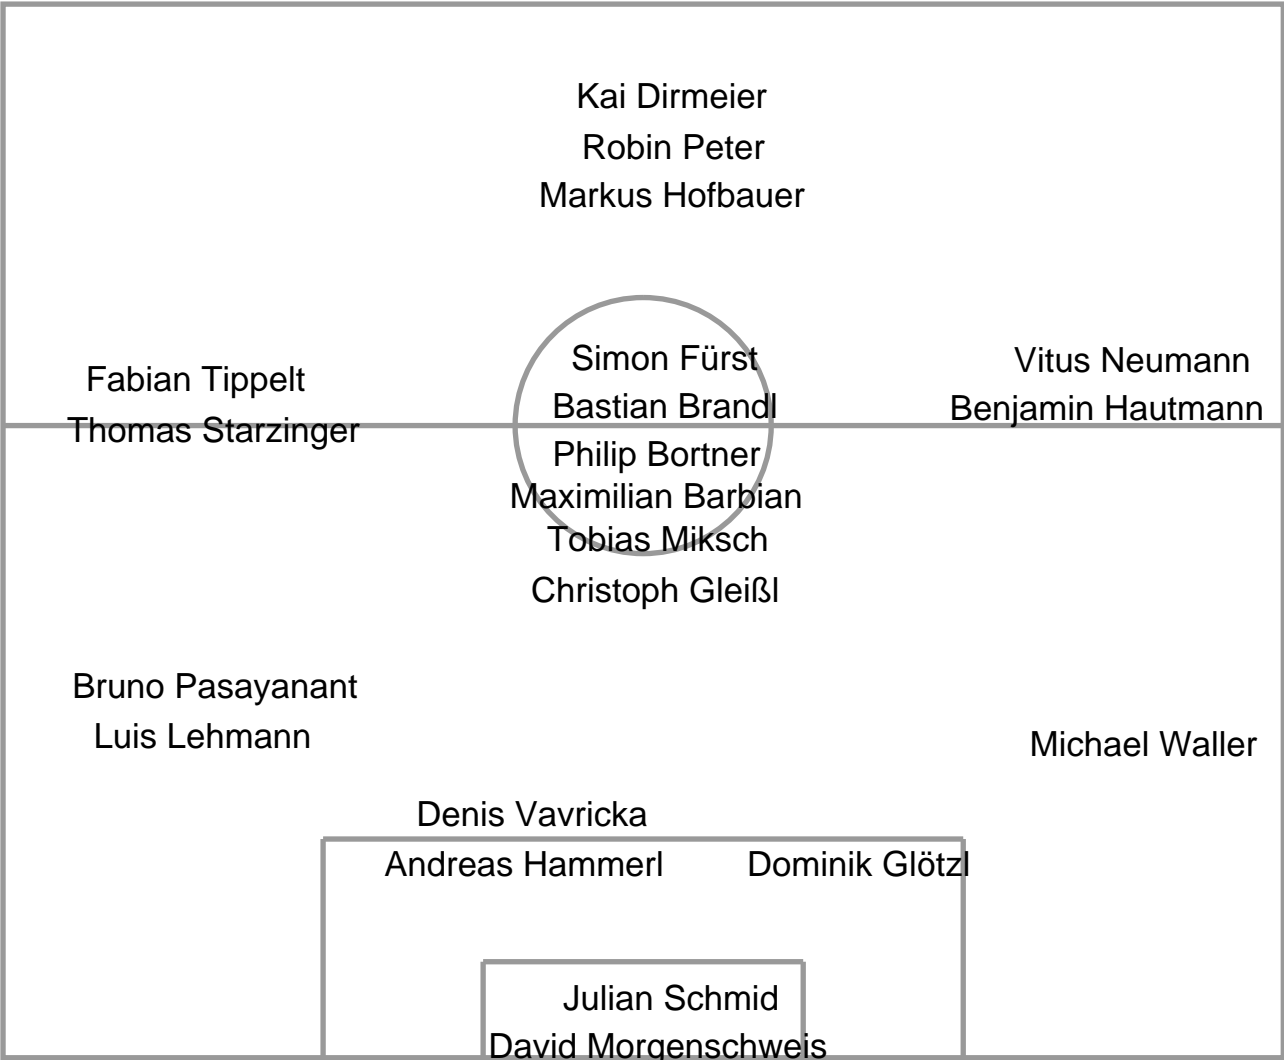 Kai Dirmeier
Robin Peter
Markus Hofbauer
Simon Fürst
Vitus Neumann
Fabian Tippelt
Bastian Brandl
Benjamin Hautmann
Thomas Starzinger
Philip Bortner
Maximilian Barbian
Tobias Miksch
Christoph Gleißl
Bruno Pasayanant
Luis Lehmann
Michael Waller
Denis Vavricka
Andreas Hammerl
Dominik Glötzl
Julian Schmid
David Morgenschweis